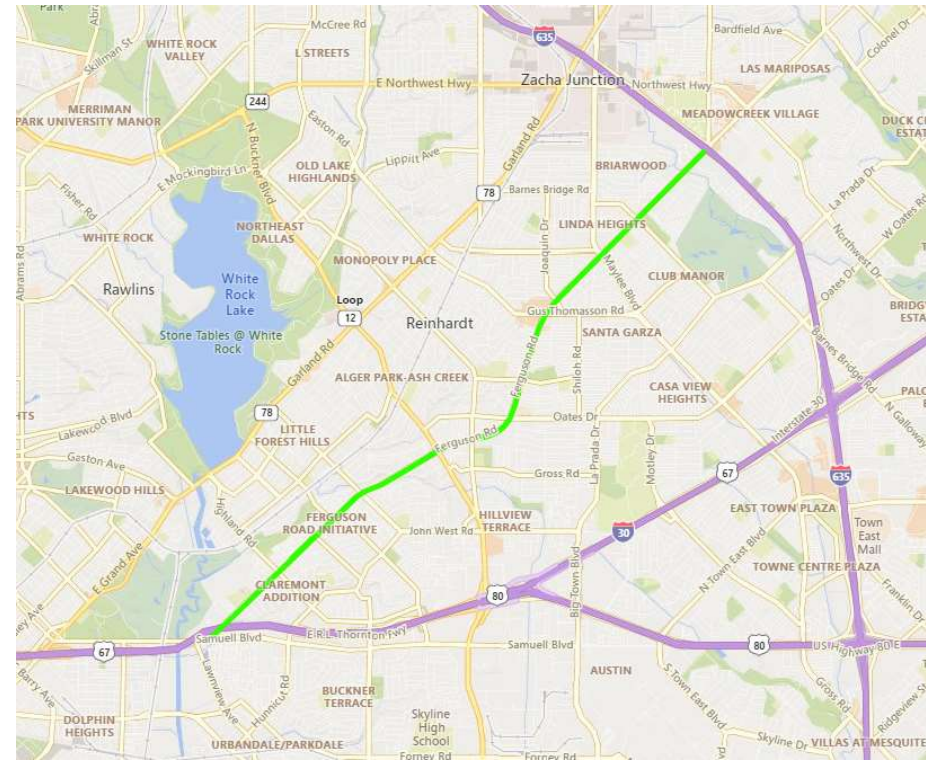 Park
Abra
Skillman St
WHITE ROCK
VALLEY
McCree Rd
L STREETS
635
Bardfield Ave
Colonel Dr
LAS MARIPOSAS
Zacha Junction
E Northwest Hwy
Northwest Hwy
244
MERRIMAN
PARK UNIVERSITY MANOR
N Buckner Blvd
Easton Rd
Garland Rd
MEADOWCREEK VILLAGE
DUCK C
ESTAT
Lippitt Ave
OLD LAKE
HIGHLANDS
BRIARWOOD
E Mockingbird Ln
78
Barnes Bridge Rd
Fisher Rd
La Prada Dr
W Oates Rd
Northwest Dr
WHITE ROCK
NORTHEAST
DALLAS
LINDA HEIGHTS
Joaquin Dr
MONOPOLY PLACE
Maylee Blvd
CLUB MANOR
Oates Dr
Abrams Rd
Rawlins
White
Rock
Lake
Loop
12
Gus Thomasson Rd
BRIDG
ESTA
Stone Tables @ White
Rock
Reinhardt
SANTA GARZA
Garland Rd
Ferguson Rd
Shiloh Rd
Barnes Bridge Rd
ALGER PARK-ASH CREEK
CASA VIEW
HEIGHTS
PALO
HTS
78
Interstate 30
N Galloway
Lakewood Blvd
LITTLE
FOREST HILLS
Oates Dr
Ferguson Rd
La Prada Dr
Motley Dr
Gaston Ave
Gross Rd
67
635
LAKEWOOD HILLS
Highland Rd
EAST TOWN PLAZA
FERGUSON
ROAD INITIATIVE
HILLVIEW
TERRACE
John West Rd
30
Town
East
Mall
E Grand Ave
N Town East Blvd
TOWNE CENTRE PLAZA
CLAREMONT
ADDITION
Big Town Blvd
80
Franklin Dr
ley Ave
Samuell Blvd
E R.L. Thornton Fwy
67
Samuell Blvd
80
US Highway 80 E
Barry Ave
Lawnview Ave
Hunnicut Rd
AUSTIN
S Town East Blvd
Gross Rd
Ridgeview St
BUCKNER
TERRACE
DOLPHIN
HEIGHTS
Skyline
High
School
URBANDALE/PARKDALE
Skyline Dr
VILLAS AT MESQUITE
Forney Rd
Forney Rd